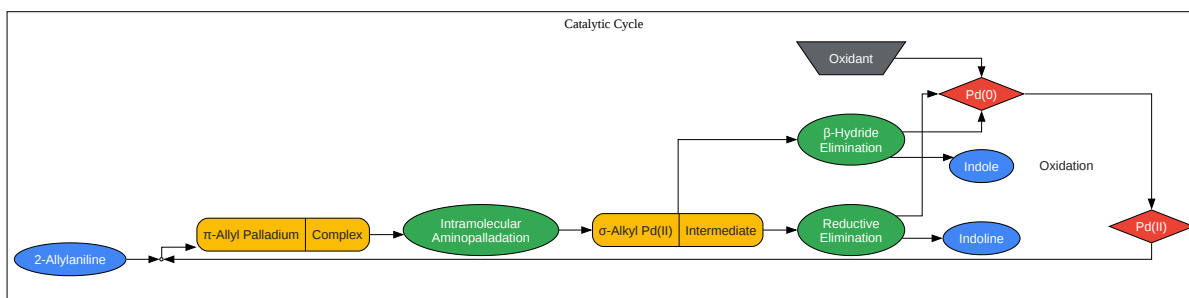 Catalytic Cycle
Oxidant
Pd(0)
β-Hydride
Elimination
Indole
Oxidation
π-Allyl Palladium
Complex
Intramolecular
Aminopalladation
σ-Alkyl Pd(II)
Intermediate
Reductive
Elimination
Pd(II)
Indoline
2-Allylaniline